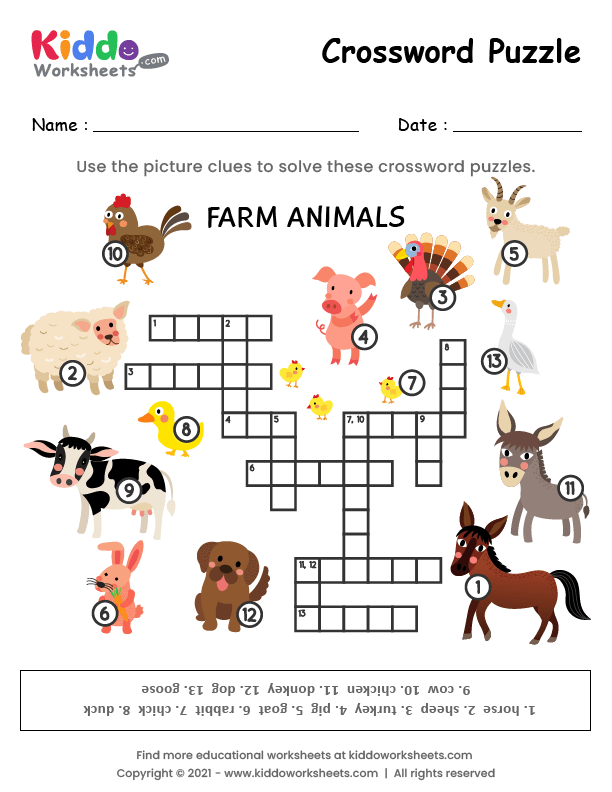 Kiddo
Worksheets.com
Crossword Puzzle
Name :
Date :
Use the picture clues to solve these crossword puzzles.
FARM ANIMALS
10
5
3
4
2
13
7
8
9
11
6
12
1
1
2
8
3
4
5
7, 10
9
6
11, 12
13
1. horse 2. sheep 3. turkey 4. pig 5. goat 6. rabbit 7. chick 8. duck
9. cow 10. chicken 11. donkey 12. dog 13. goose
Find more educational worksheets at kiddoworksheets.com
Copyright © 2021 - www.kiddoworksheets.com | All rights reserved